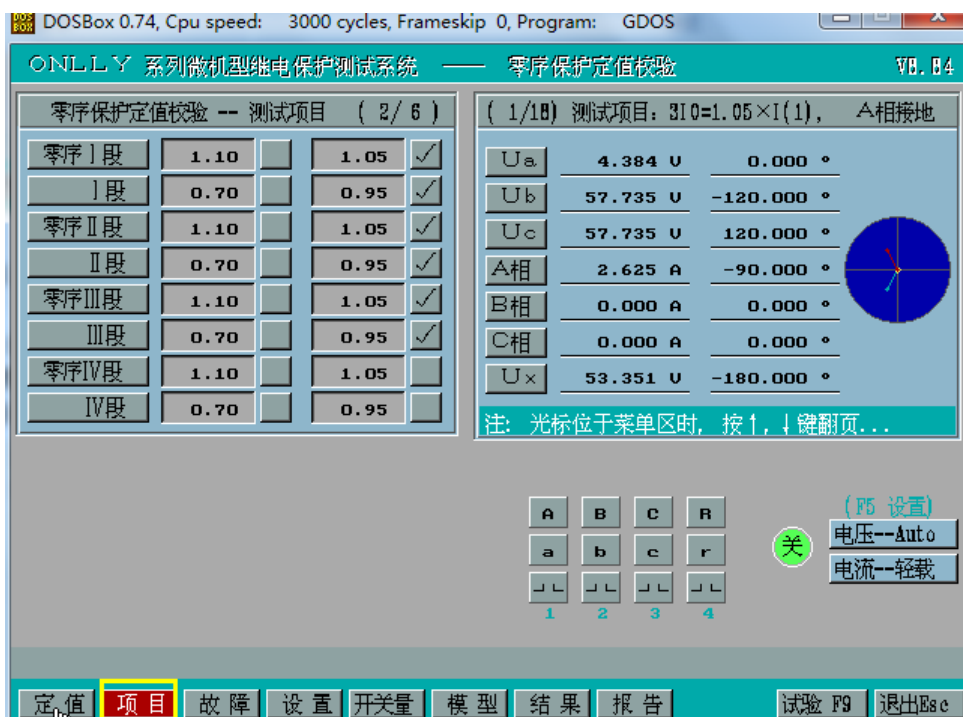 DOSBox 0.74, Cpu speed: 3000 cycles, Frameskip 0, Program: GDOS
ONLLY 系列微机型继电保护测试系统 —— 零序保护定值校验 V8.04
零序保护定值校验 -- 测试项目 ( 2/ 6 )
零序Ⅰ段 1.10 1.05 ✓
Ⅰ段 0.70 0.95 ✓
零序Ⅱ段 1.10 1.05 ✓
Ⅱ段 0.70 0.95 ✓
零序Ⅲ段 1.10 1.05 ✓
Ⅲ段 0.70 0.95 ✓
零序Ⅳ段 1.10 1.05
Ⅳ段 0.70 0.95
( 1/18) 测试项目: 3I0=1.05×I(1), A相接地
Ua 4.384 V 0.000 °
Ub 57.735 V -120.000 °
Uc 57.735 V 120.000 °
A相 2.625 A -90.000 °
B相 0.000 A 0.000 °
C相 0.000 A 0.000 °
Ux 53.351 V -180.000 °
注: 光标位于菜单区时, 按↑,↓键翻页...
A B C R
a b c r
1 2 3 4
关
(F5 设置)
电压--Auto
电流--轻载
定值 项目 故障 设置 开关量 模型 结果 报告 试验 F9 退出Esc